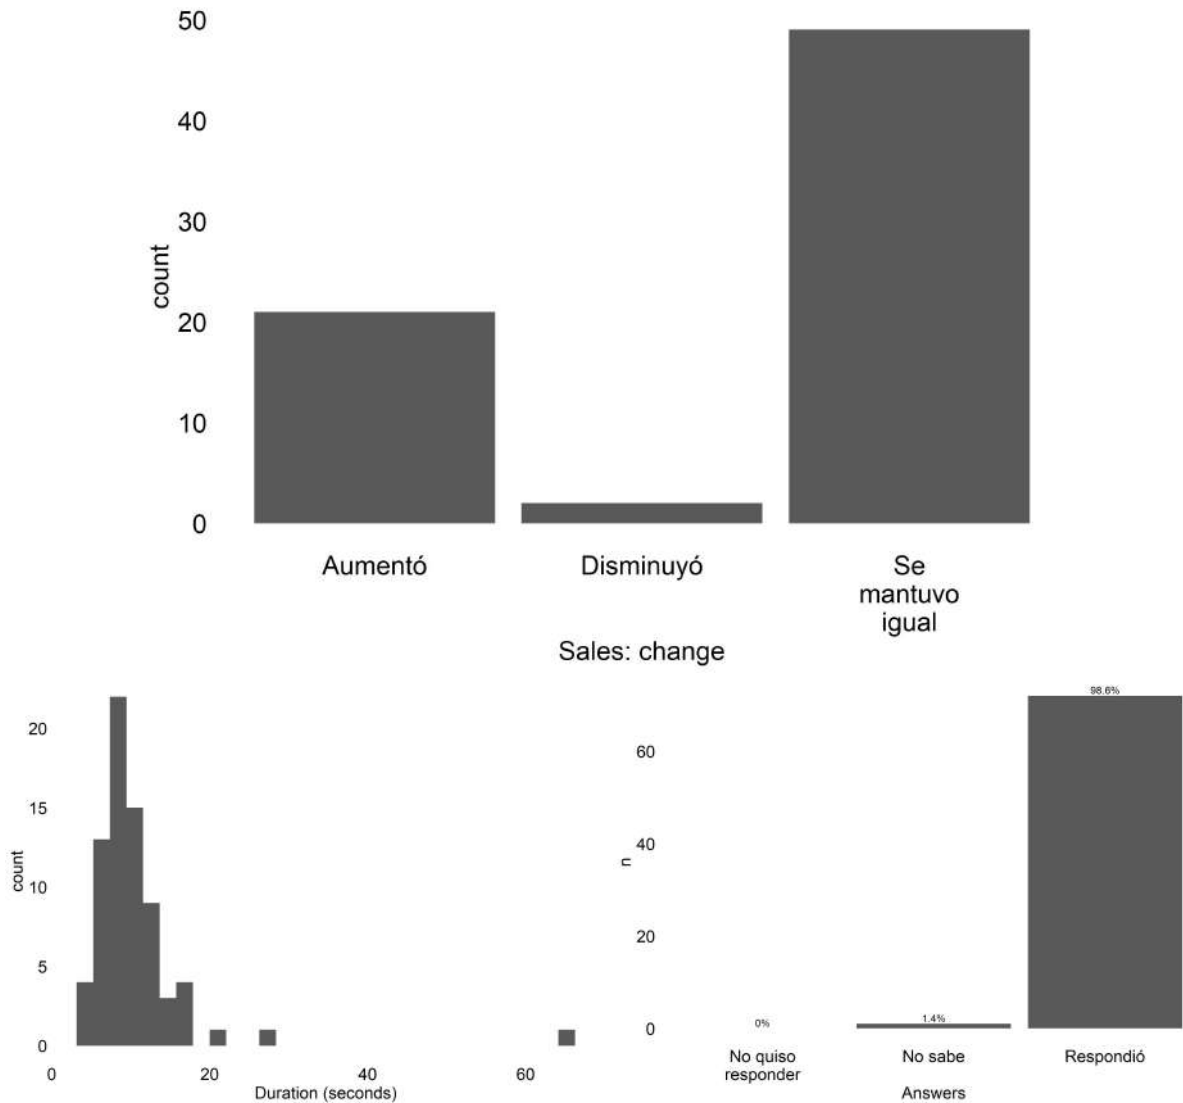 50
40
30
20
10
0
count
Aumentó
Disminuyó
Se
mantuvo
igual
Sales: change
20
15
10
5
0
count
0
20
40
60
Duration (seconds)
60
40
20
0
n
0%
1.4%
98.6%
No quiso
responder
No sabe
Respondió
Answers